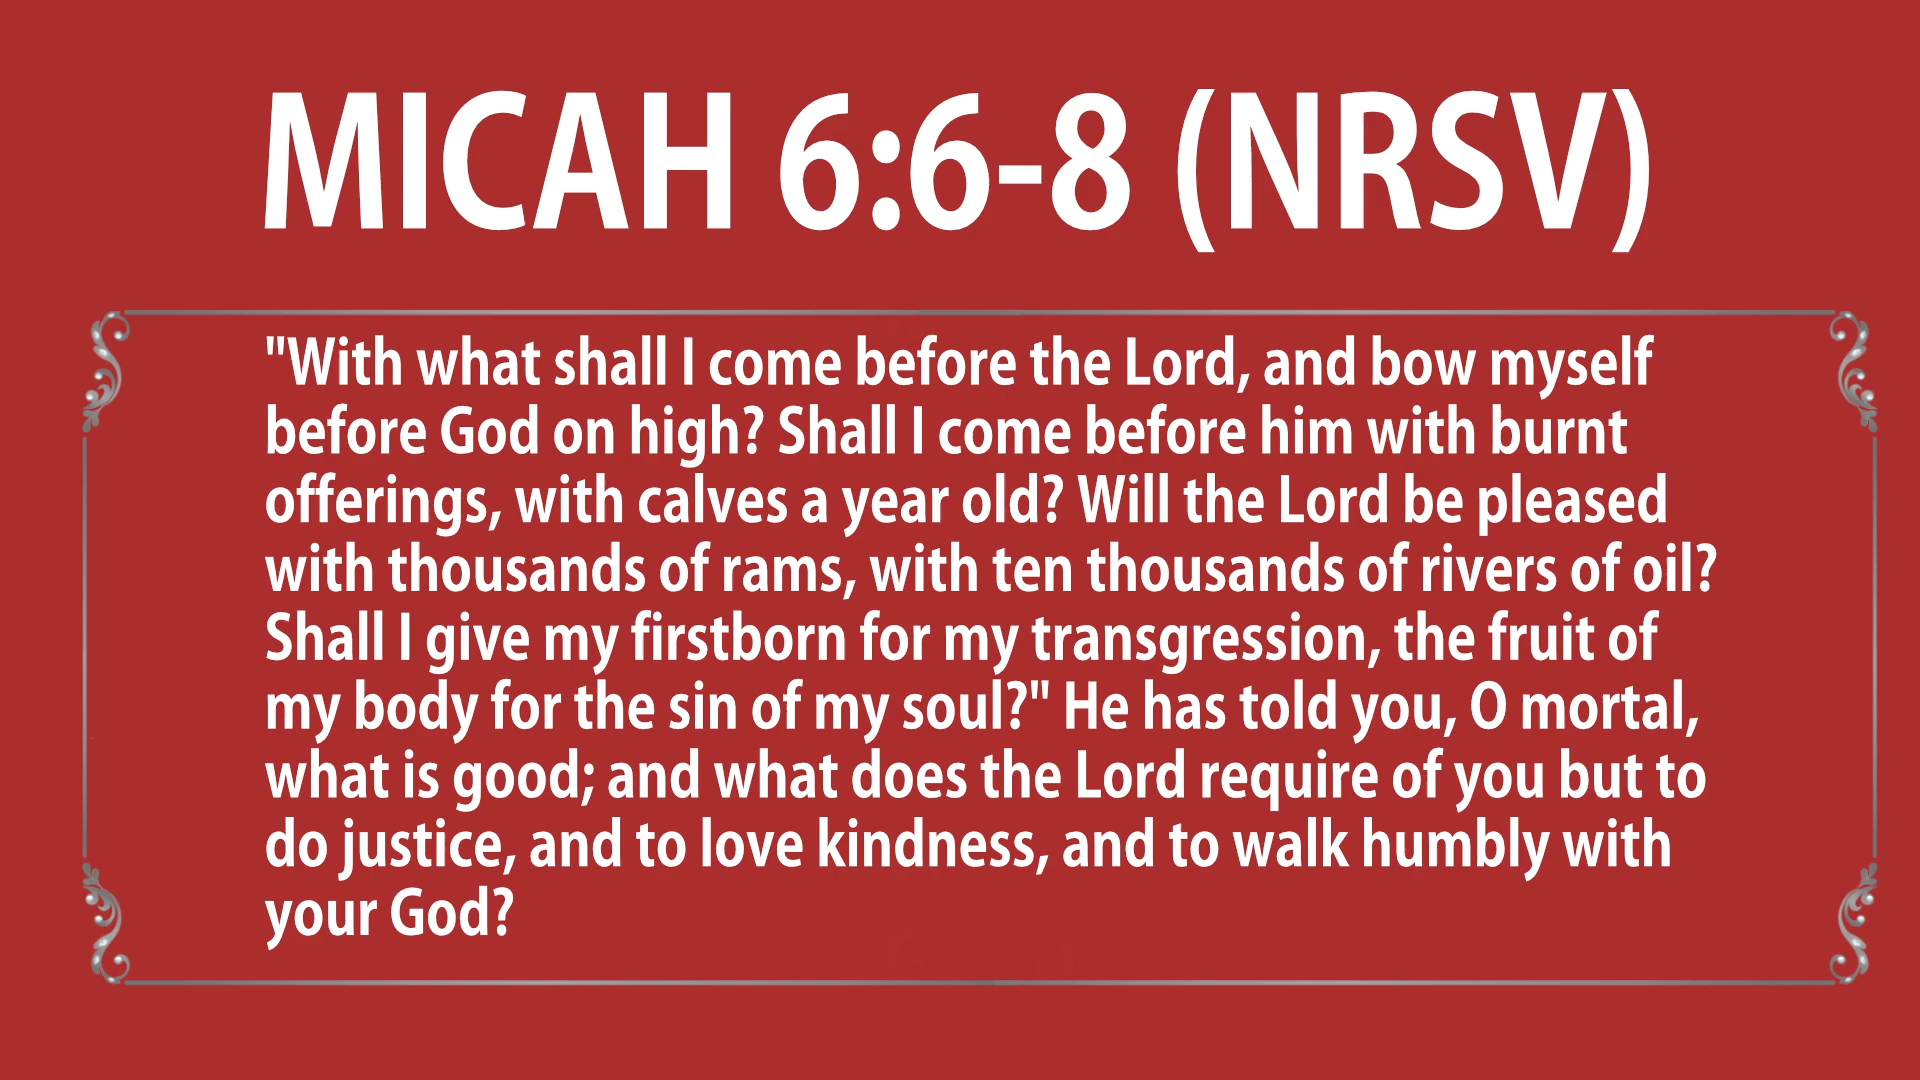 MICAH 6:6-8 (NRSV)
"With what shall I come before the Lord, and bow myself
before God on high? Shall I come before him with burnt
offerings, with calves a year old? Will the Lord be pleased
with thousands of rams, with ten thousands of rivers of oil?
Shall I give my firstborn for my transgression, the fruit of
my body for the sin of my soul?" He has told you, O mortal,
what is good; and what does the Lord require of you but to
do justice, and to love kindness, and to walk humbly with
your God?